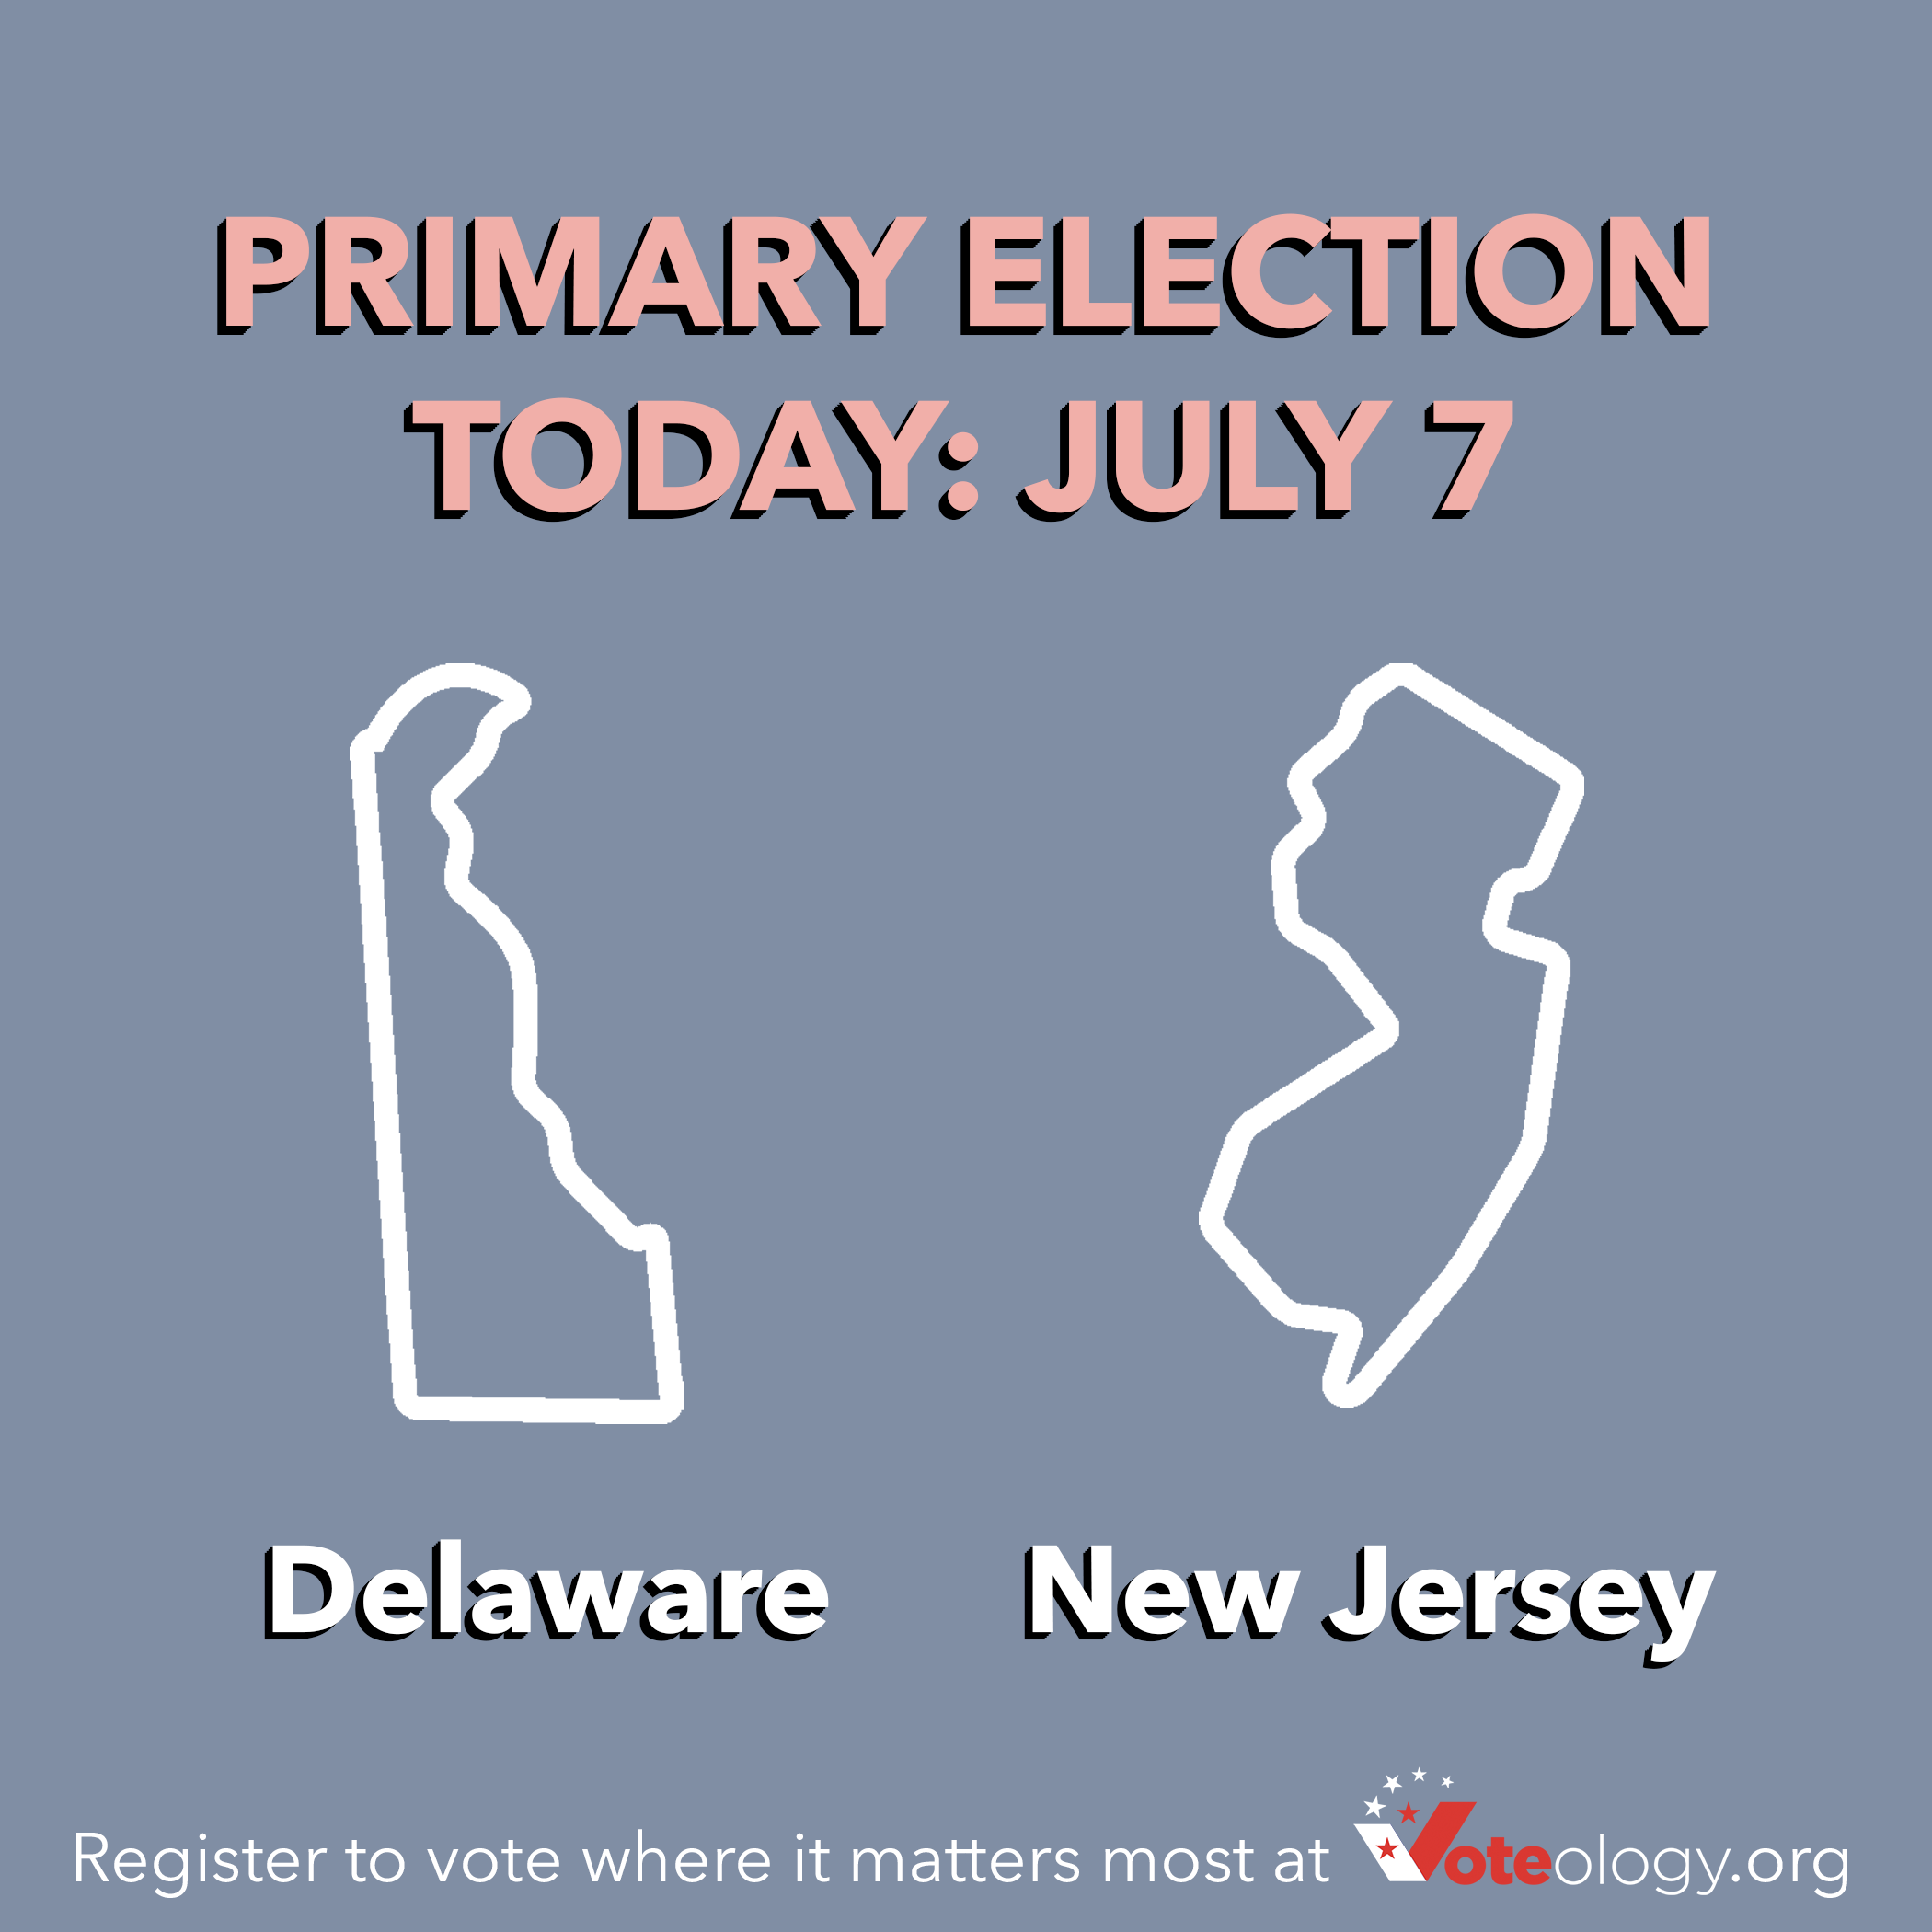 PRIMARY ELECTION
TODAY: JULY 7
Delaware New Jersey
Register to vote where it matters most at Voteology.org